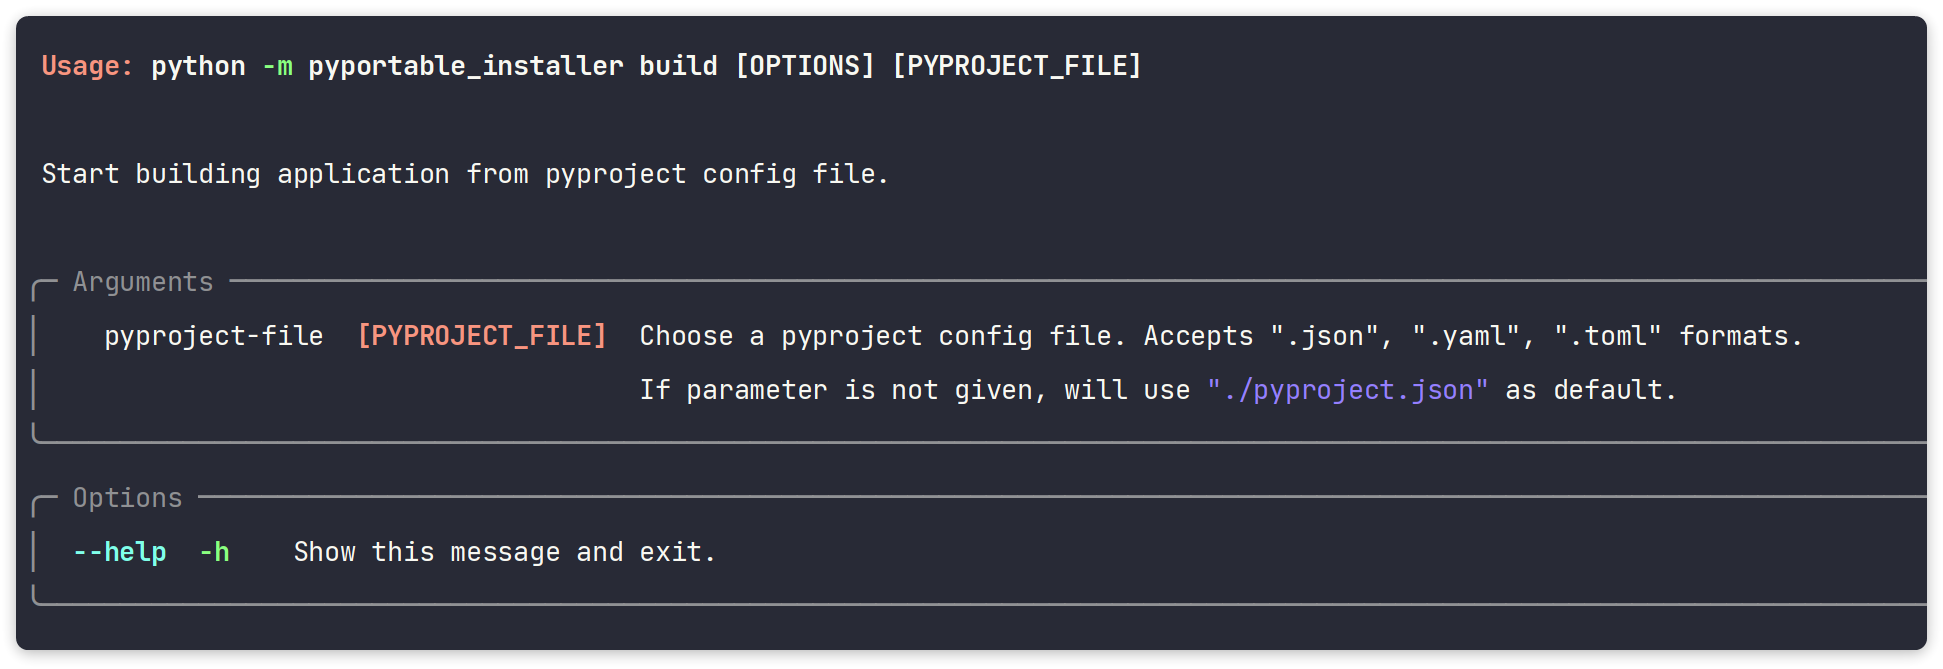 Usage: python -m pyportable_installer build [OPTIONS] [PYPROJECT_FILE]
Start building application from pyproject config file.
Arguments
pyproject-file [PYPROJECT_FILE] Choose a pyproject config file. Accepts ".json", ".yaml", ".toml" formats.
If parameter is not given, will use "./pyproject.json" as default.
Options
--help -h Show this message and exit.